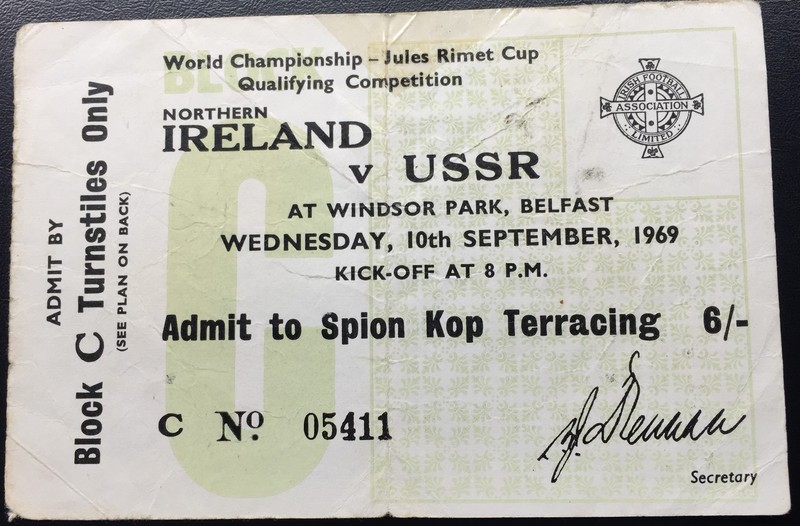 BLOCK
World Championship – Jules Rimet Cup
Qualifying Competition
NORTHERN
IRELAND
v USSR
AT WINDSOR PARK, BELFAST
WEDNESDAY, 10th SEPTEMBER, 1969
KICK-OFF AT 8 P.M.
Admit to Spion Kop Terracing 6/-
C No. 05411
Secretary
C
ADMIT BY
Block C Turnstiles Only
(SEE PLAN ON BACK)
IRISH FOOTBALL
ASSOCIATION
LIMITED